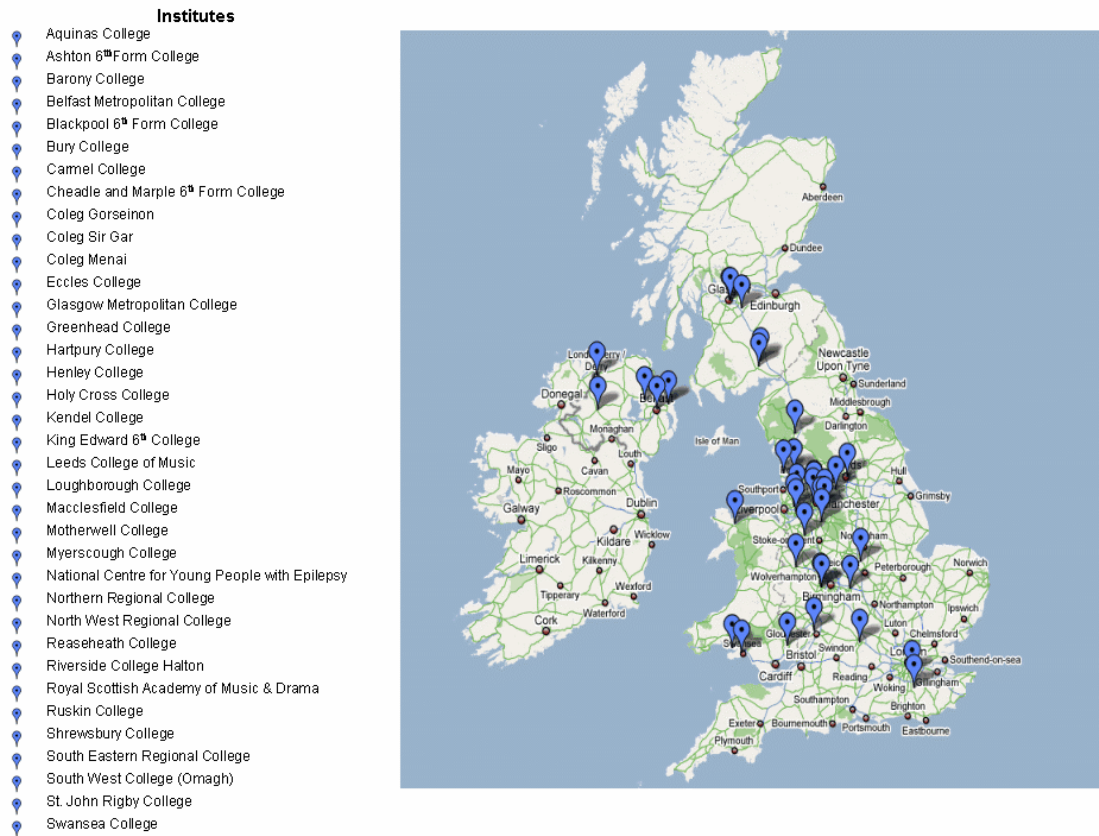 Institutes
Aquinas College
Ashton 6th Form College
Barony College
Belfast Metropolitan College
Blackpool 6th Form College
Bury College
Carmel College
Cheadle and Marple 6th Form College
Coleg Gorseinon
Coleg Sir Gar
Coleg Menai
Eccles College
Glasgow Metropolitan College
Greenhead College
Hartpury College
Henley College
Holy Cross College
Kendel College
King Edward 6th College
Leeds College of Music
Loughborough College
Macclesfield College
Motherwell College
Myerscough College
National Centre for Young People with Epilepsy
Northern Regional College
North West Regional College
Reaseheath College
Riverside College Halton
Royal Scottish Academy of Music & Drama
Ruskin College
Shrewsbury College
South Eastern Regional College
South West College (Omagh)
St. John Rigby College
Swansea College
Aberdeen
Dundee
Edinburgh
Newcastle
Upon Tyne
Sunderland
Middlesbrough
Darlington
Donegal
Monaghan
Isle of Man
Sligo
Louth
Cavan
Mayo
Roscommon
Hull
Grimsby
Southport
Galway
Dublin
Kildare
Wicklow
Limerick
Kilkenny
Tipperary
Wexford
Waterford
Cork
Wolverhampton
Peterborough
Norwich
Birmingham
Northampton
Ipswich
Luton
Chelmsford
Bristol
Swindon
Southend-on-sea
Cardiff
Reading
Woking
Gillingham
Southampton
Brighton
Exeter
Bournemouth
Portsmouth
Eastbourne
Plymouth